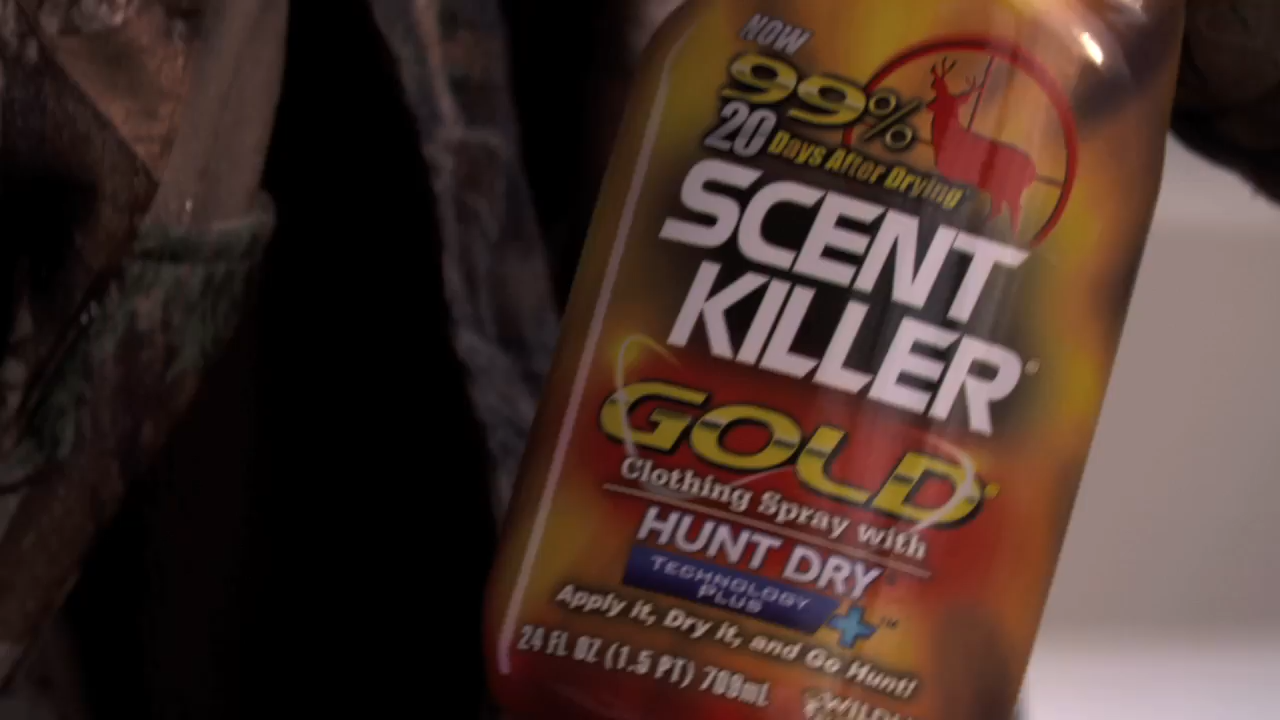 NOW
99%
20 Days After Drying
SCENT
KILLER®
GOLD
Clothing Spray with
HUNT DRY
TECHNOLOGY
PLUS
Apply it, Dry it, and Go Hunt!
24 FL OZ (1.5 PT) 709mL